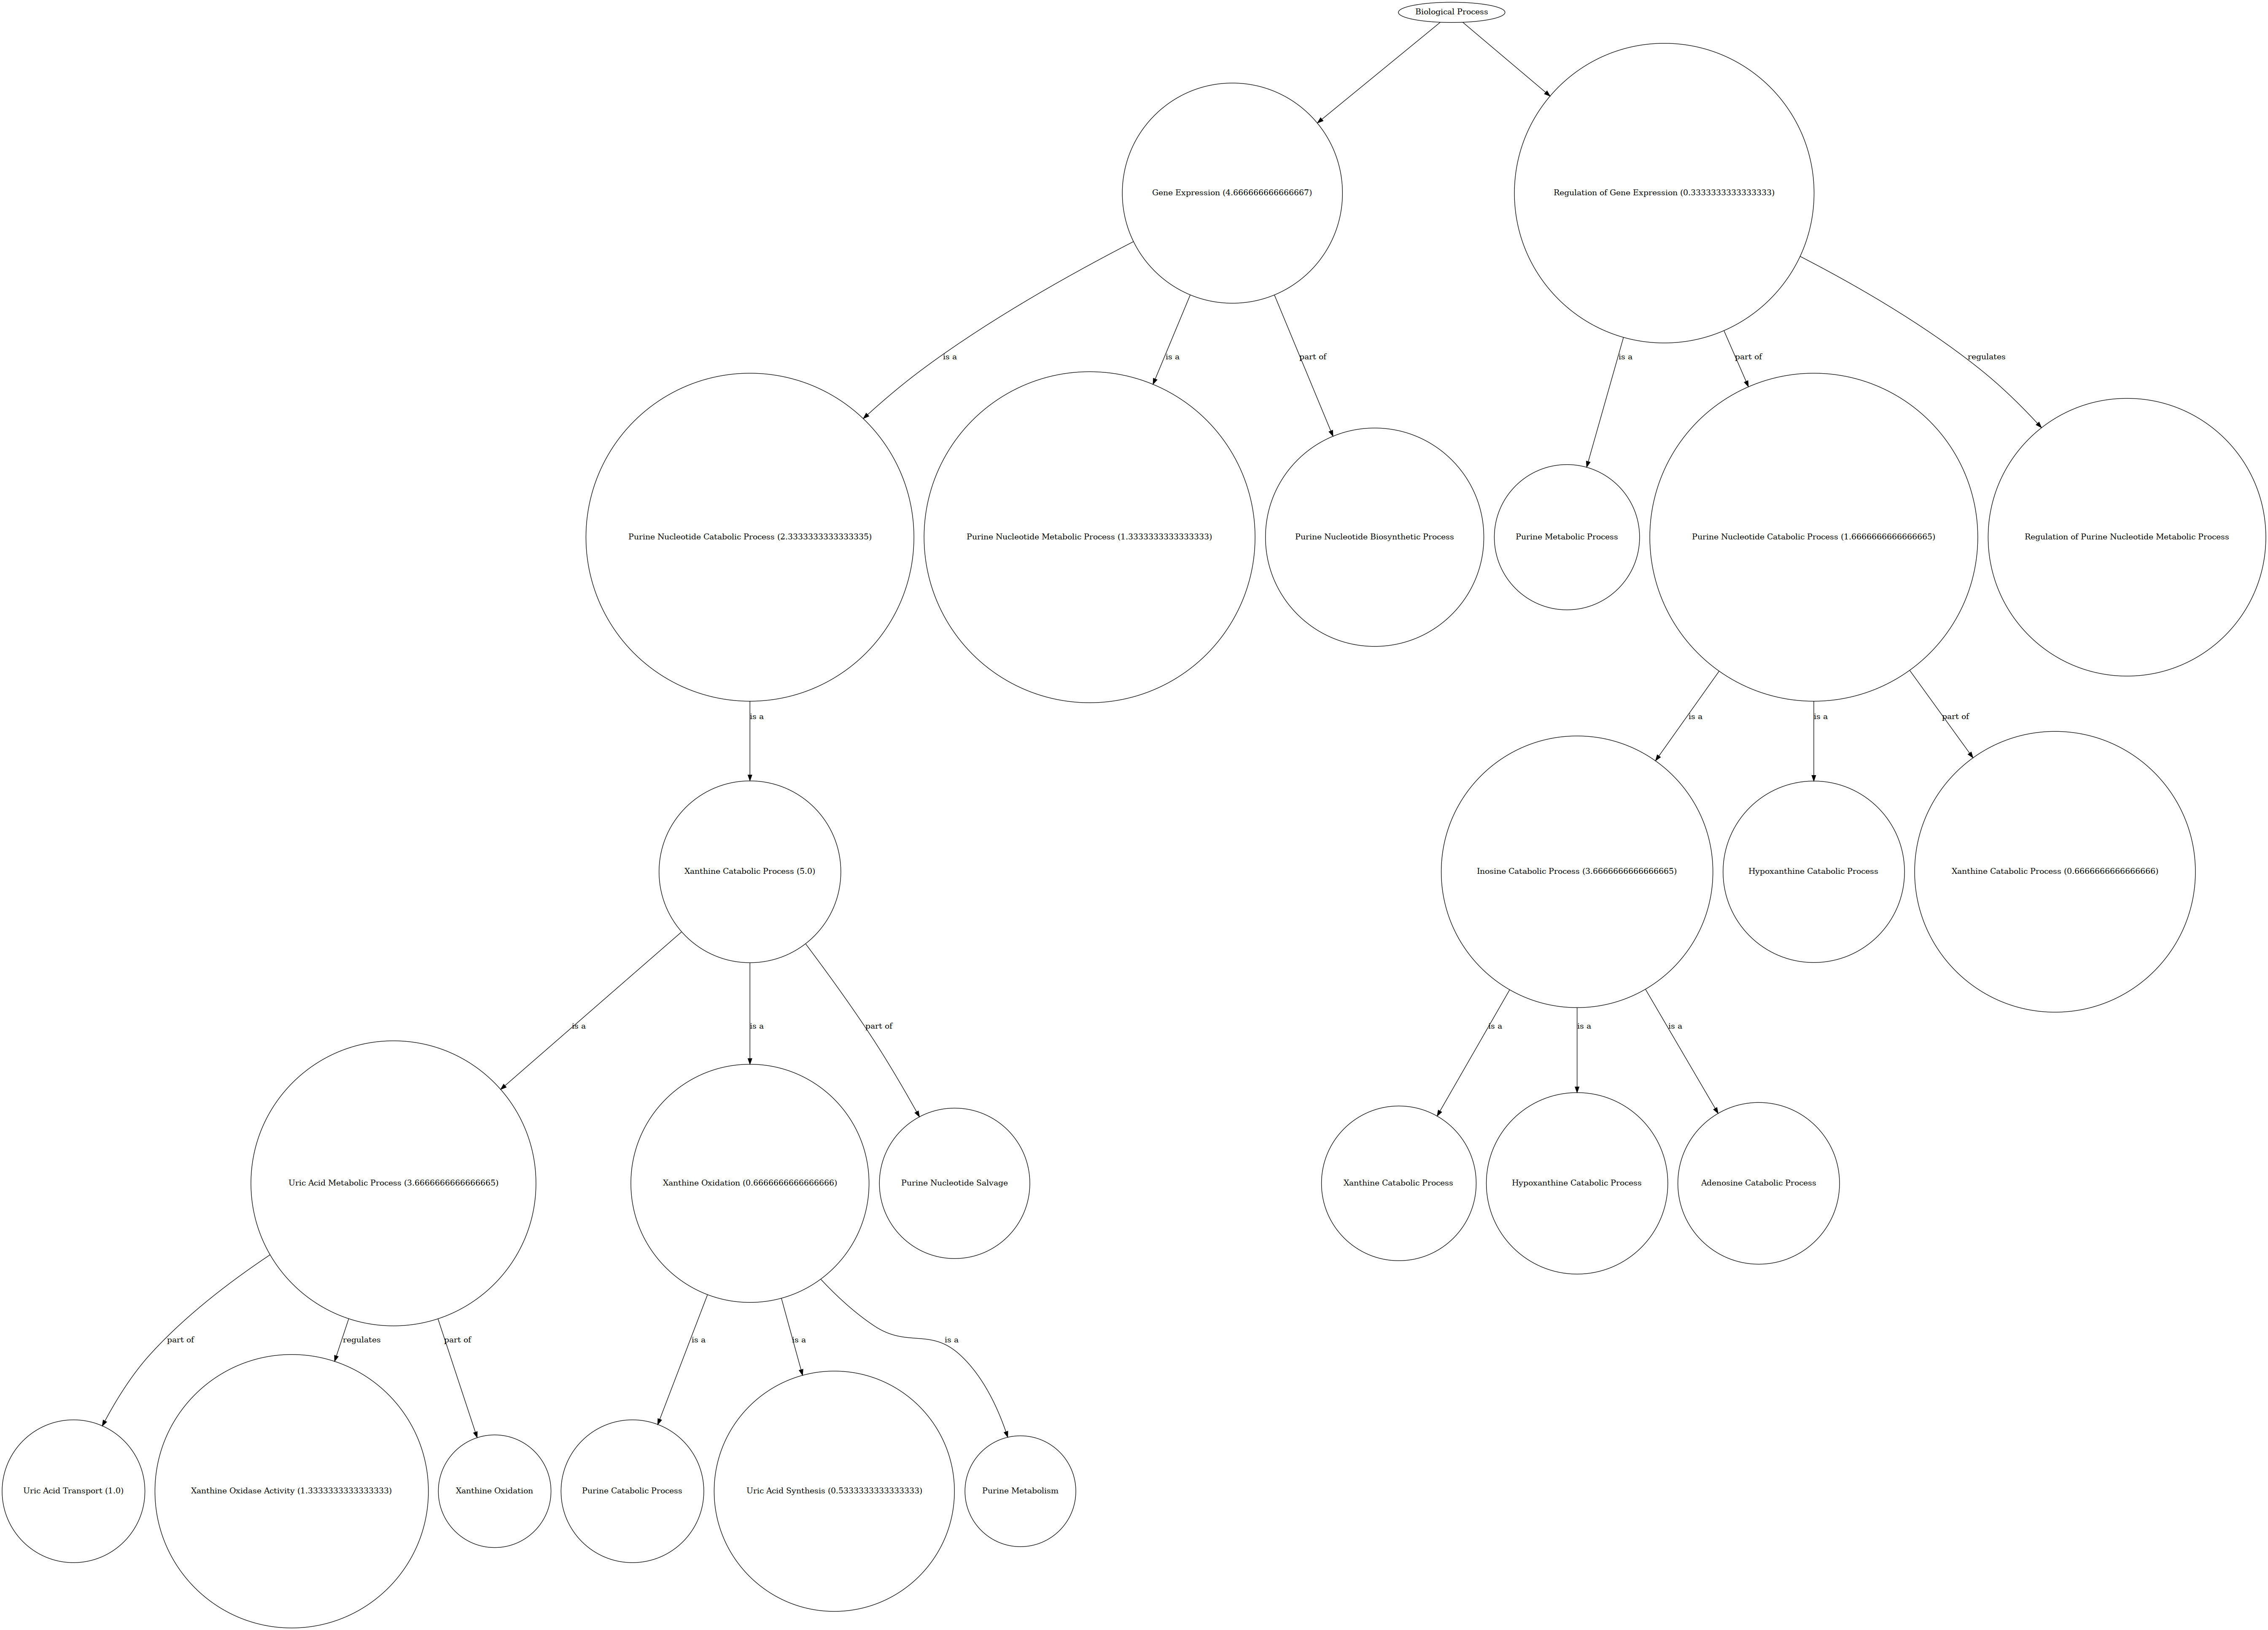 Biological Process
Gene Expression (4.666666666666667)
Regulation of Gene Expression (0.3333333333333333)
is a
is a
part of
is a
part of
regulates
Purine Nucleotide Catabolic Process (2.3333333333333335)
Purine Nucleotide Metabolic Process (1.3333333333333333)
Purine Nucleotide Biosynthetic Process
Purine Metabolic Process
Purine Nucleotide Catabolic Process (1.6666666666666665)
Regulation of Purine Nucleotide Metabolic Process
is a
is a
is a
part of
Xanthine Catabolic Process (5.0)
Inosine Catabolic Process (3.6666666666666665)
Hypoxanthine Catabolic Process
Xanthine Catabolic Process (0.6666666666666666)
is a
is a
part of
is a
is a
is a
Uric Acid Metabolic Process (3.6666666666666665)
Xanthine Oxidation (0.6666666666666666)
Purine Nucleotide Salvage
Xanthine Catabolic Process
Hypoxanthine Catabolic Process
Adenosine Catabolic Process
part of
regulates
part of
is a
is a
is a
Uric Acid Transport (1.0)
Xanthine Oxidase Activity (1.3333333333333333)
Xanthine Oxidation
Purine Catabolic Process
Uric Acid Synthesis (0.5333333333333333)
Purine Metabolism